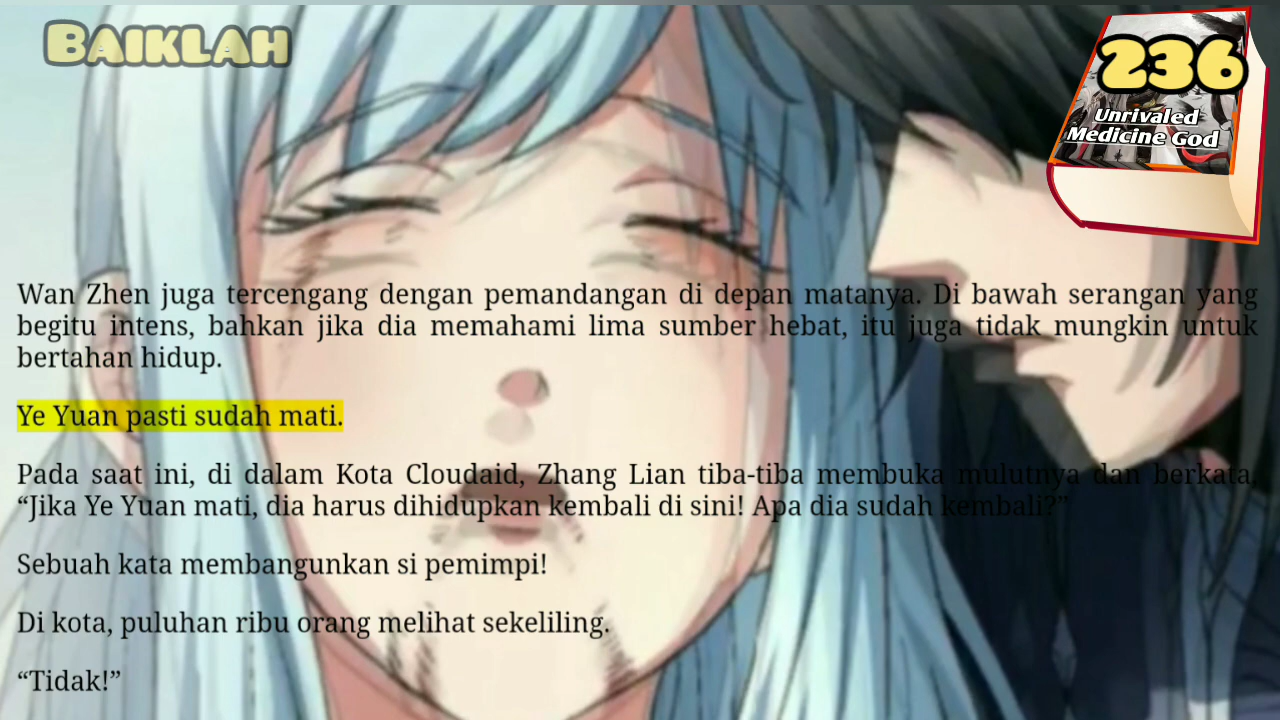 BAIKLAH
236
Unrivaled
Medicine God
Wan Zhen juga tercengang dengan pemandangan di depan matanya. Di bawah serangan yang
begitu intens, bahkan jika dia memahami lima sumber hebat, itu juga tidak mungkin untuk
bertahan hidup.
Ye Yuan pasti sudah mati.
Pada saat ini, di dalam Kota Cloudaid, Zhang Lian tiba-tiba membuka mulutnya dan berkata,
“Jika Ye Yuan mati, dia harus dihidupkan kembali di sini! Apa dia sudah kembali?”
Sebuah kata membangunkan si pemimpi!
Di kota, puluhan ribu orang melihat sekeliling.
“Tidak!”